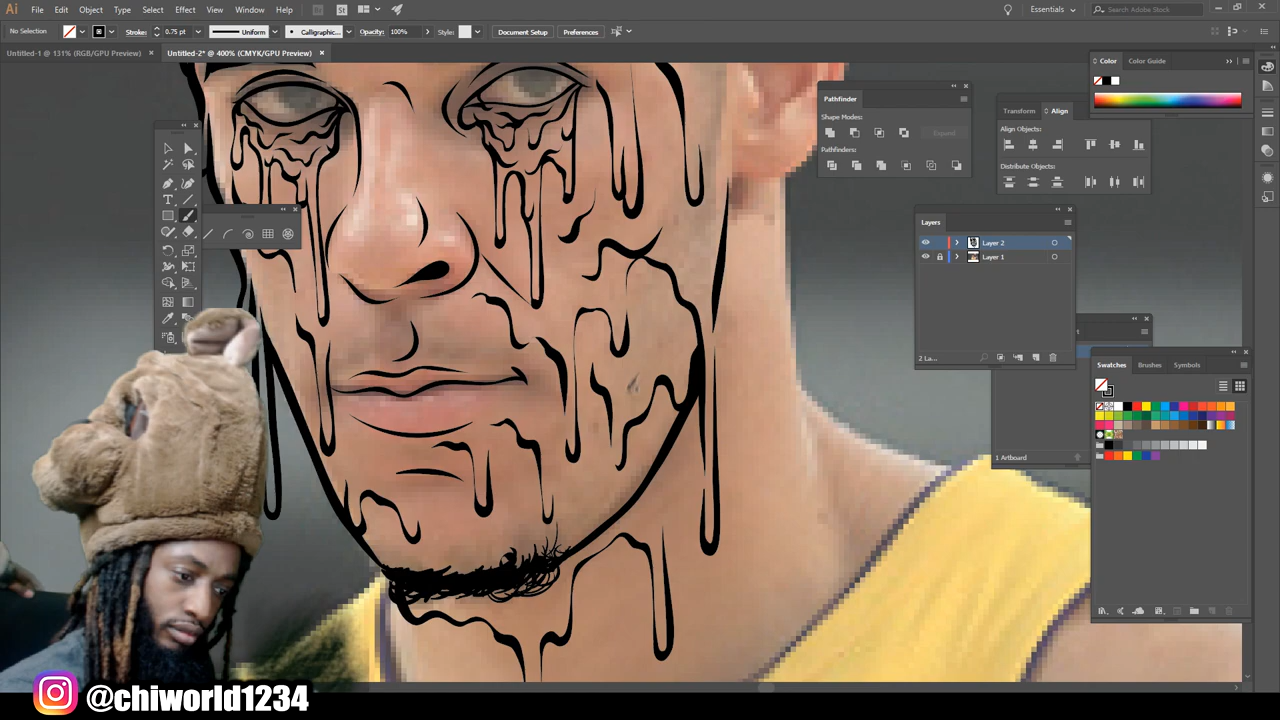 Ai File Edit Object Type Select Effect View Window Help Br St Essentials Search Adobe Stock
No Selection Stroke: 0.75 pt Uniform Calligraphic... Opacity: 100% Style: Document Setup Preferences
Untitled-1 @ 131% (RGB/GPU Preview) × Untitled-2* @ 400% (CMYK/GPU Preview) ×
Color Color Guide
Pathfinder
Shape Modes:
Expand
Pathfinders:
Transform Align
Align Objects:
Distribute Objects:
Layers
Layer 2
Layer 1
2 La...
Swatches Brushes Symbols
1 Artboard
@chiworld1234